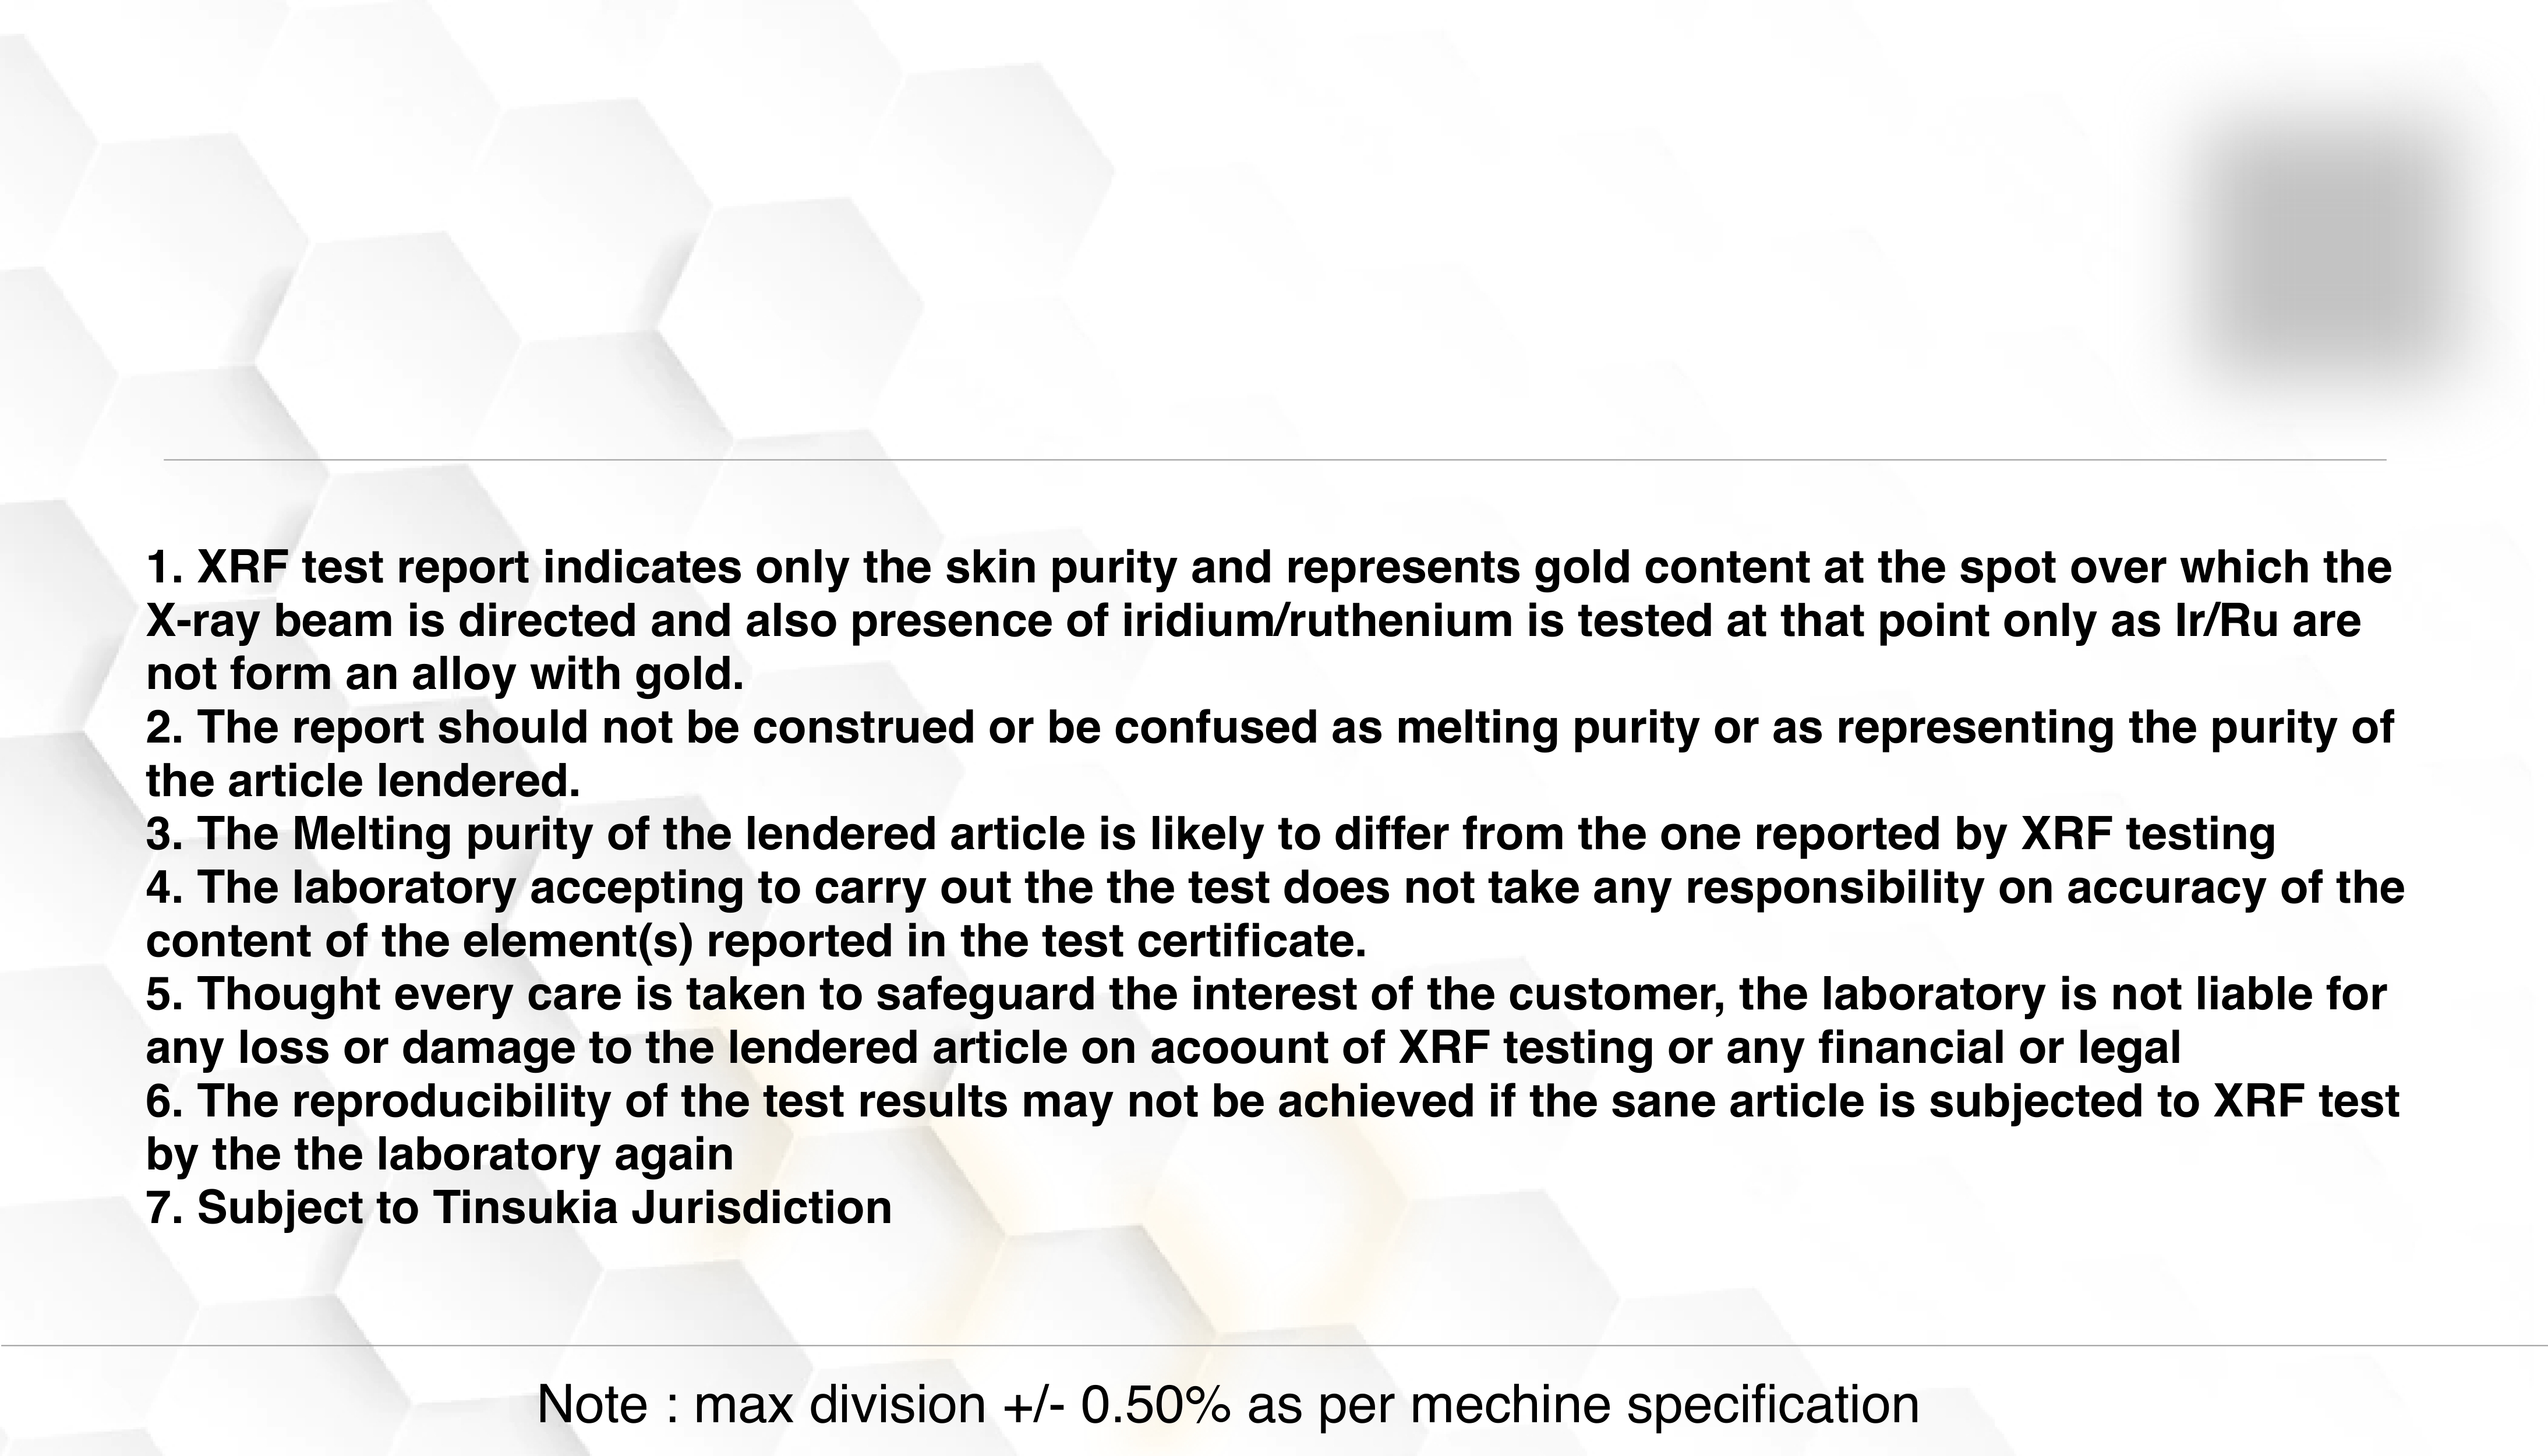 1. XRF test report indicates only the skin purity and represents gold content at the spot over which the
X-ray beam is directed and also presence of iridium/ruthenium is tested at that point only as Ir/Ru are
not form an alloy with gold.
2. The report should not be construed or be confused as melting purity or as representing the purity of
the article lendered.
3. The Melting purity of the lendered article is likely to differ from the one reported by XRF testing
4. The laboratory accepting to carry out the the test does not take any responsibility on accuracy of the
content of the element(s) reported in the test certificate.
5. Thought every care is taken to safeguard the interest of the customer, the laboratory is not liable for
any loss or damage to the lendered article on acoount of XRF testing or any financial or legal
6. The reproducibility of the test results may not be achieved if the sane article is subjected to XRF test
by the the laboratory again
7. Subject to Tinsukia Jurisdiction
Note : max division +/- 0.50% as per mechine specification